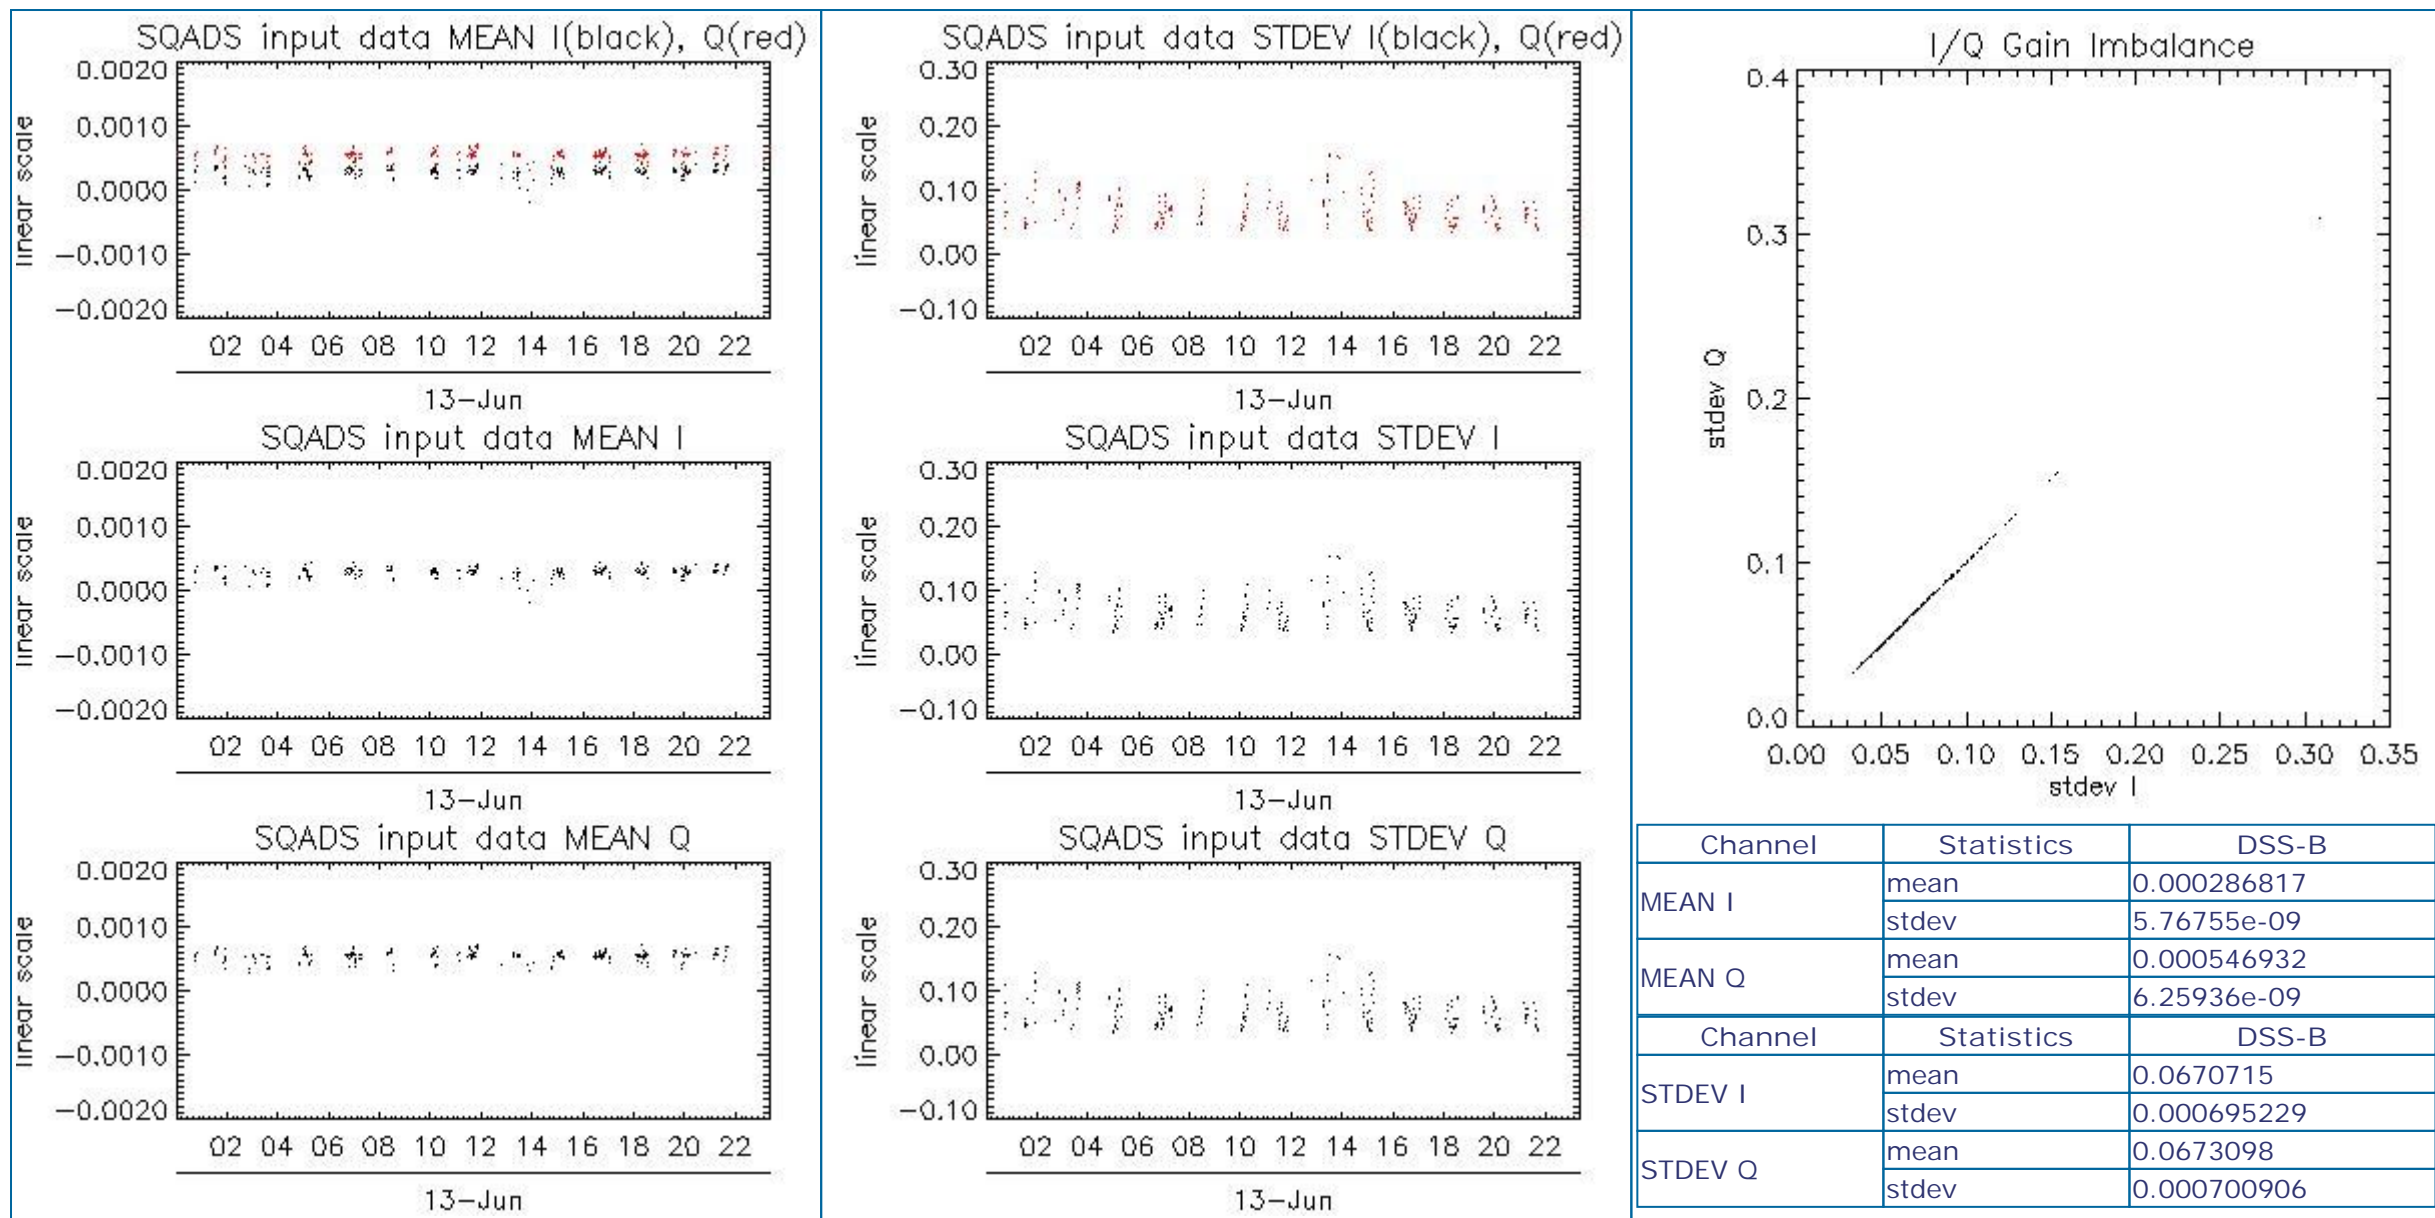 SQADS input data MEAN I(black), Q(red)
0.0020
0.0010
0.0000
−0.0010
−0.0020
linear scale
02 04 06 08 10 12 14 16 18 20 22
13−Jun
SQADS input data MEAN I
0.0020
0.0010
0.0000
−0.0010
−0.0020
linear scale
02 04 06 08 10 12 14 16 18 20 22
13−Jun
SQADS input data MEAN Q
0.0020
0.0010
0.0000
−0.0010
−0.0020
linear scale
02 04 06 08 10 12 14 16 18 20 22
13−Jun
SQADS input data STDEV I(black), Q(red)
0.30
0.20
0.10
0.00
−0.10
linear scale
02 04 06 08 10 12 14 16 18 20 22
13−Jun
SQADS input data STDEV I
0.30
0.20
0.10
0.00
−0.10
linear scale
02 04 06 08 10 12 14 16 18 20 22
13−Jun
SQADS input data STDEV Q
0.30
0.20
0.10
0.00
−0.10
linear scale
02 04 06 08 10 12 14 16 18 20 22
13−Jun
I/Q Gain Imbalance
0.4
0.3
0.2
0.1
0.0
stdev Q
0.00 0.05 0.10 0.15 0.20 0.25 0.30 0.35
stdev I
Channel Statistics DSS-B
MEAN I
mean 0.000286817
stdev 5.76755e-09
MEAN Q
mean 0.000546932
stdev 6.25936e-09
Channel Statistics DSS-B
STDEV I
mean 0.0670715
stdev 0.000695229
STDEV Q
mean 0.0673098
stdev 0.000700906